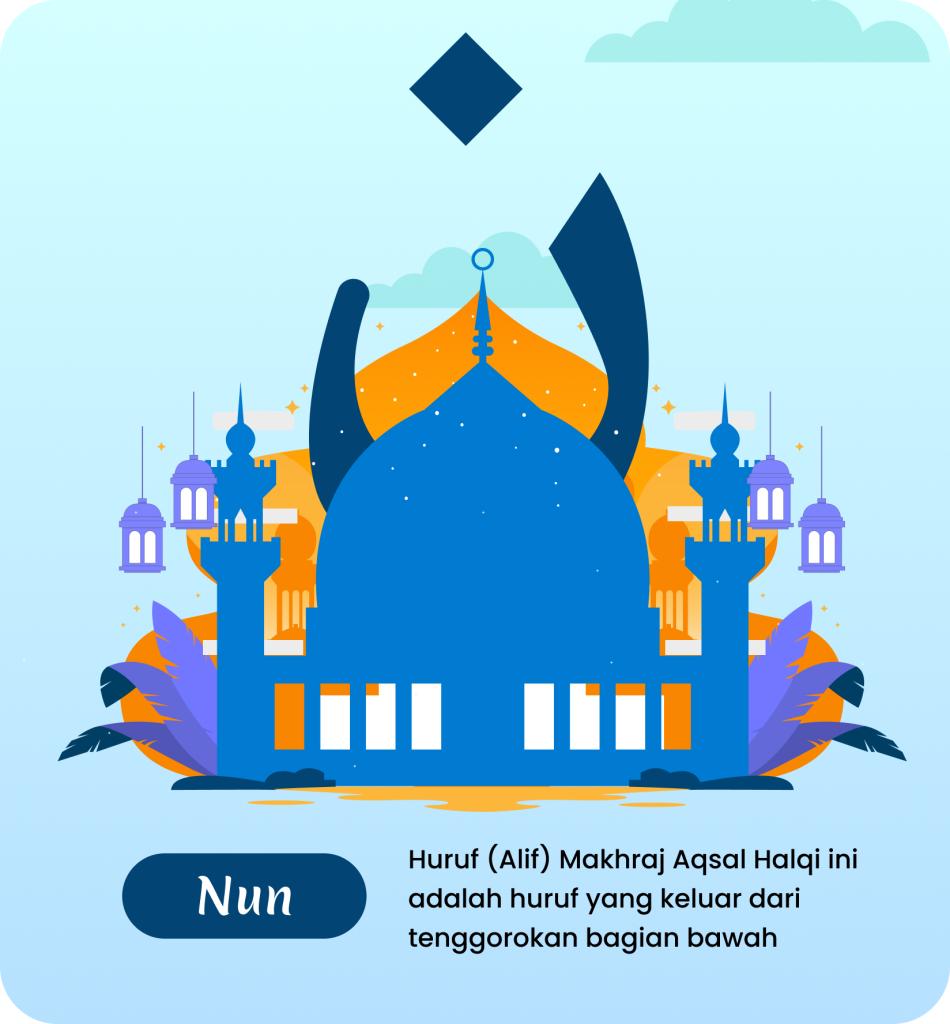 ن
Nun
Huruf (Alif) Makhraj Aqsal Halqi ini
adalah huruf yang keluar dari
tenggorokan bagian bawah